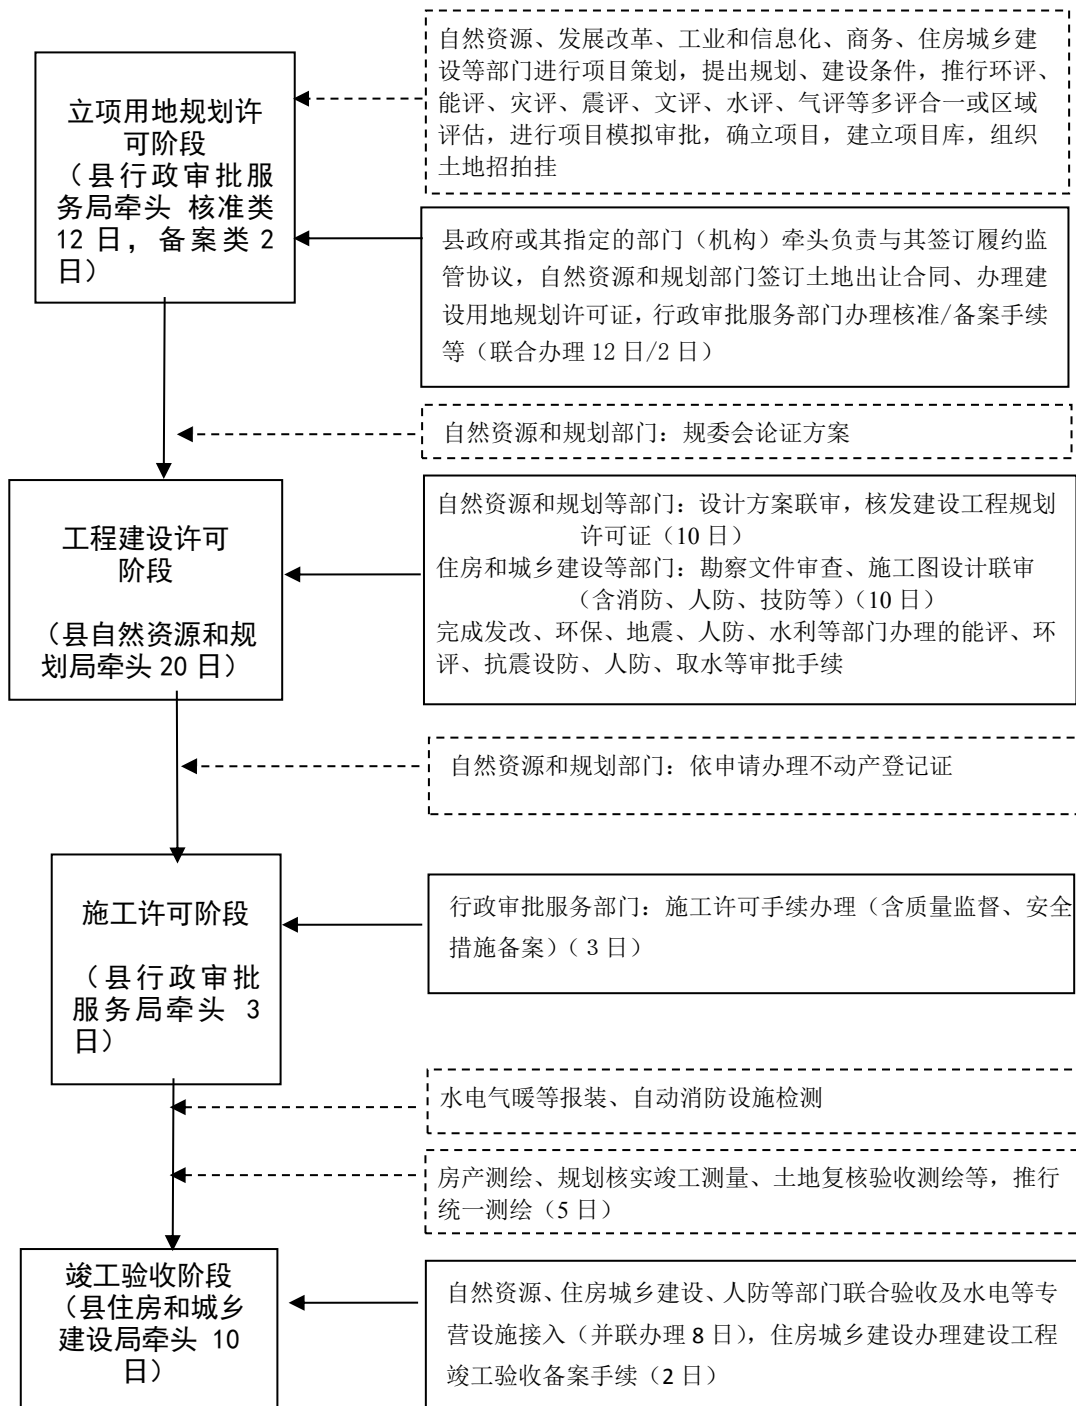 自然资源、发展改革、工业和信息化、商务、住房城乡建
设等部门进行项目策划，提出规划、建设条件，推行环评、
能评、灾评、震评、文评、水评、气评等多评合一或区域
评估，进行项目模拟审批，确立项目，建立项目库，组织
土地招拍挂
立项用地规划许
可阶段
（县行政审批服
务局牵头 核准类
12 日，备案类 2
日）
县政府或其指定的部门（机构）牵头负责与其签订履约监
管协议，自然资源和规划部门签订土地出让合同、办理建
设用地规划许可证，行政审批服务部门办理核准/备案手续
等（联合办理 12 日/2 日）
自然资源和规划部门：规委会论证方案
工程建设许可
阶段
（县自然资源和规
划局牵头 20 日）
自然资源和规划等部门：设计方案联审，核发建设工程规划
许可证（10 日）
住房和城乡建设等部门：勘察文件审查、施工图设计联审
（含消防、人防、技防等）（10 日）
完成发改、环保、地震、人防、水利等部门办理的能评、环
评、抗震设防、人防、取水等审批手续
自然资源和规划部门：依申请办理不动产登记证
施工许可阶段
（县行政审批
服务局牵头 3
日）
行政审批服务部门：施工许可手续办理（含质量监督、安全
措施备案）（ 3 日）
水电气暖等报装、自动消防设施检测
房产测绘、规划核实竣工测量、土地复核验收测绘等，推行
统一测绘（5 日）
竣工验收阶段
（县住房和城乡
建设局牵头 10
日）
自然资源、住房城乡建设、人防等部门联合验收及水电等专
营设施接入（并联办理 8 日），住房城乡建设办理建设工程
竣工验收备案手续（2 日）